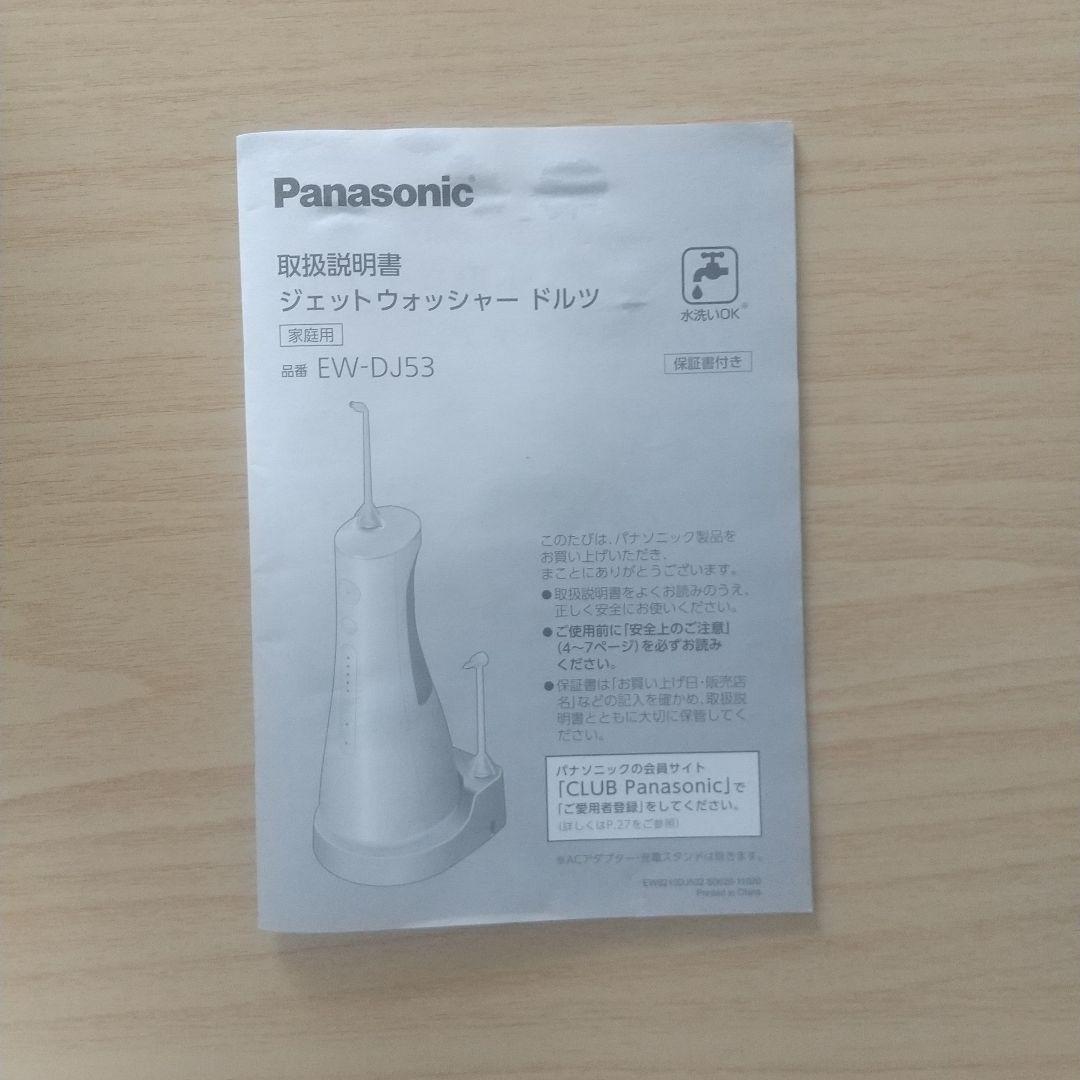 Panasonic
取扱説明書
ジェットウォッシャー ドルツ
家庭用
品番 EW-DJ53
水洗いOK※
保証書付き
このたびは、パナソニック製品を
お買い上げいただき、
まことにありがとうございます。
●取扱説明書をよくお読みのうえ、
正しく安全にお使いください。
●ご使用前に「安全上のご注意」
(4〜7ページ)を必ずお読み
ください。
●保証書は「お買い上げ日・販売店
名」などの記入を確かめ、取扱説
明書とともに大切に保管してく
ださい。
パナソニックの会員サイト
「CLUB Panasonic」で
「ご愛用者登録」をしてください。
(詳しくはP.27をご参照)
※ACアダプター・充電スタンドは除きます。
Printed in China